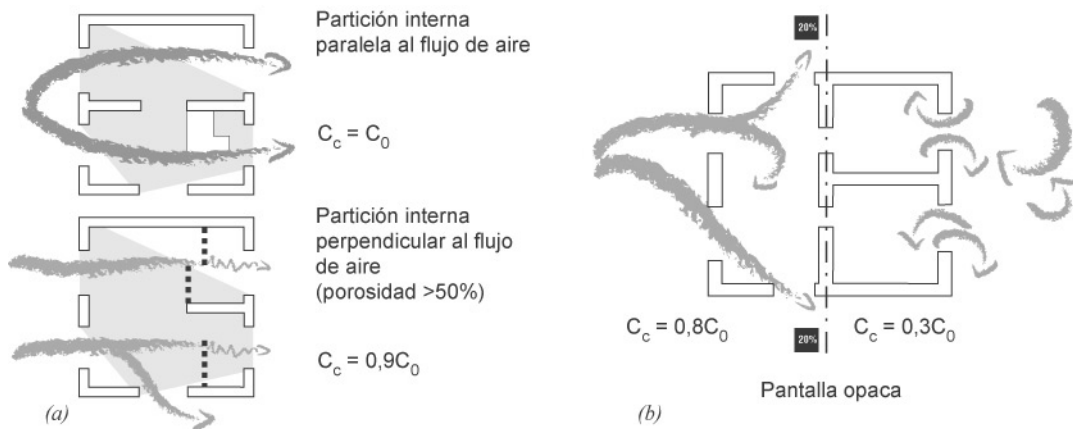 Partición interna
paralela al flujo de aire
C_c = C_0
Partición interna
perpendicular al flujo
de aire
(porosidad >50%)
C_c = 0,9C_0
(a)
20%
C_c = 0,8C_0
C_c = 0,3C_0
20%
Pantalla opaca
(b)